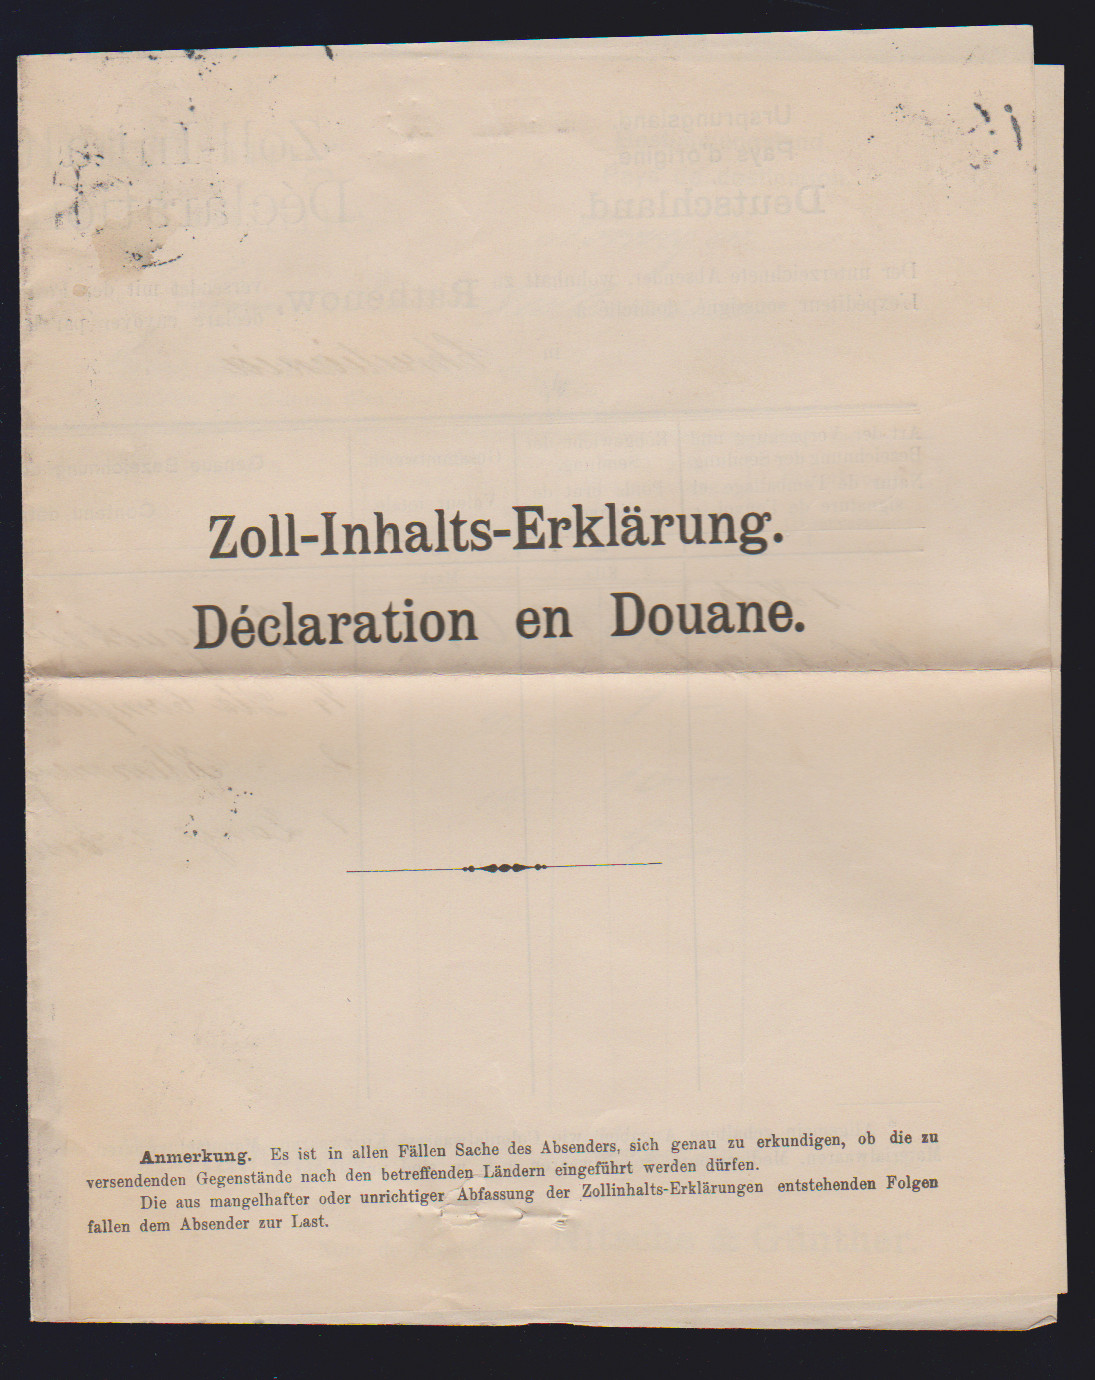 Zoll-Inhalts-Erklärung.
Déclaration en Douane.
Anmerkung. Es ist in allen Fällen Sache des Absenders, sich genau zu erkundigen, ob die zu
versendenden Gegenstände nach den betreffenden Ländern eingeführt werden dürfen.
Die aus mangelhafter oder unrichtiger Abfassung der Zollinhalts-Erklärungen entstehenden Folgen
fallen dem Absender zur Last.